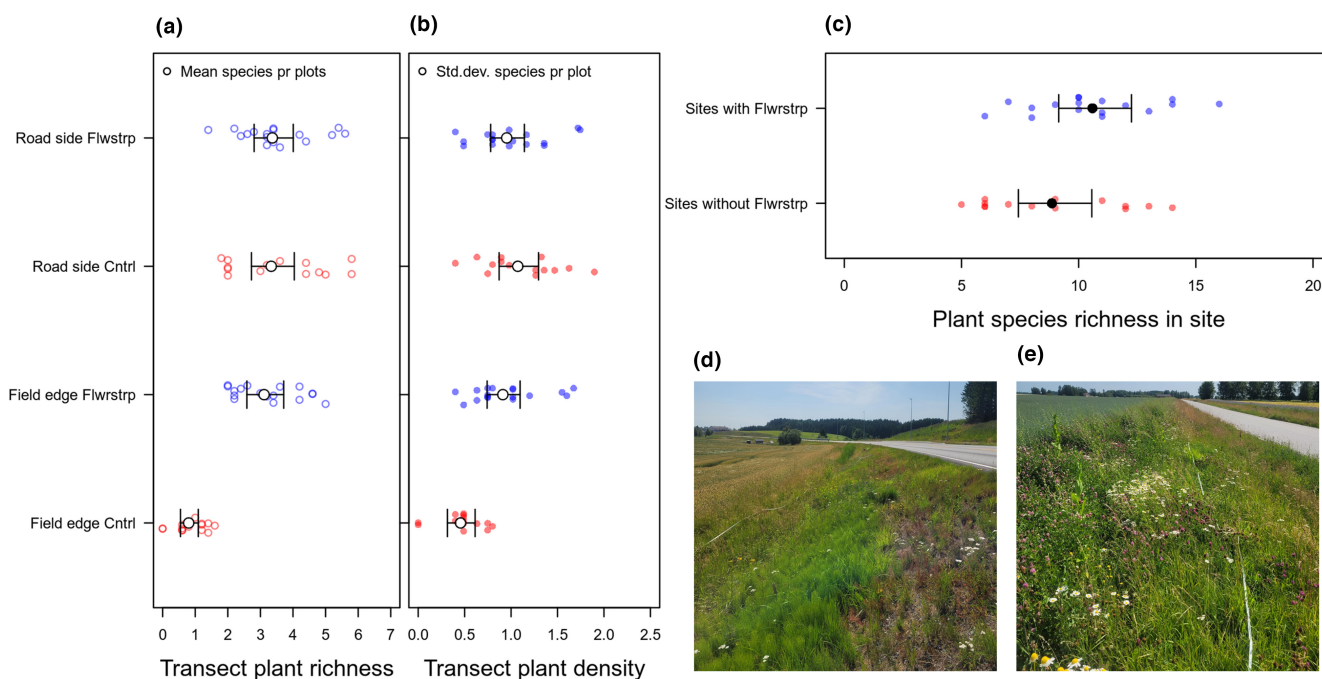 (a)
Mean species pr plots
Road side Flwstrp
Road side Cntrl
Field edge Flwrstrp
Field edge Cntrl
0 1 2 3 4 5 6 7
Transect plant richness
(b)
Std.dev. species pr plot
0.0 0.5 1.0 1.5 2.0 2.5
Transect plant density
(c)
Sites with Flwrstrp
Sites without Flwrstrp
0 5 10 15 20
Plant species richness in site
(d)
(e)